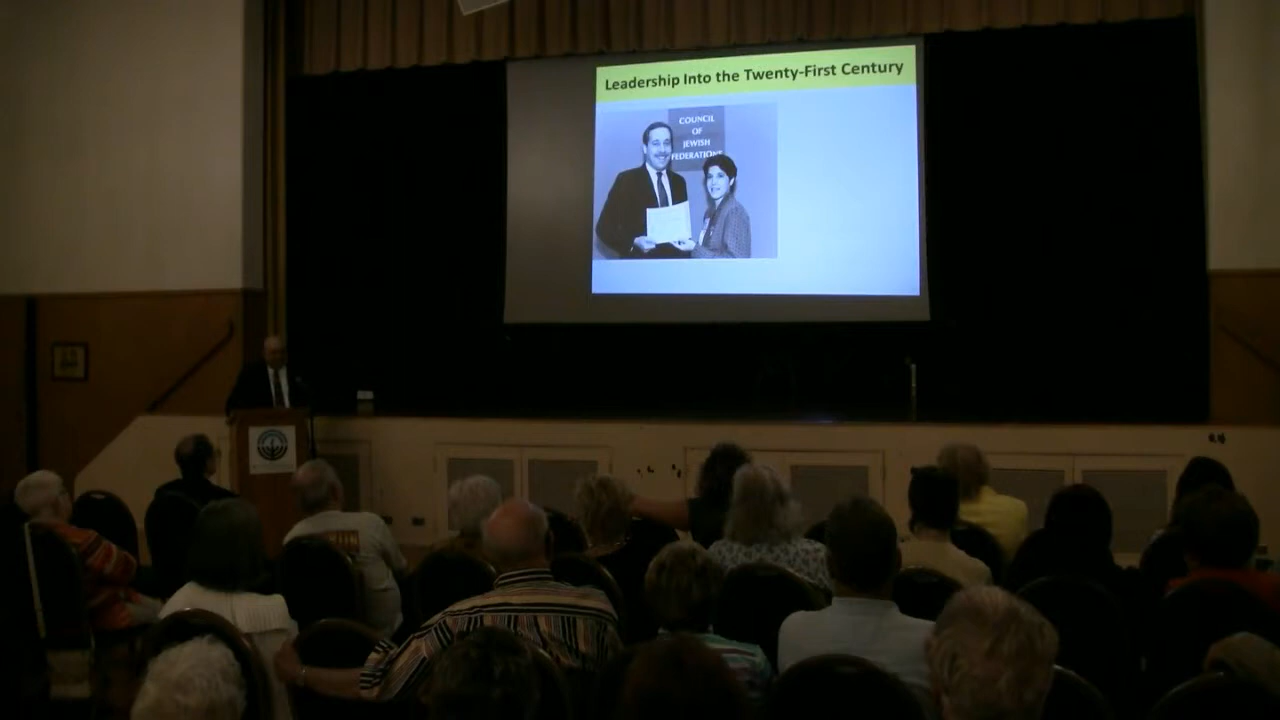 Leadership Into the Twenty-First Century
COUNCIL
OF
JEWISH
FEDERATIONS